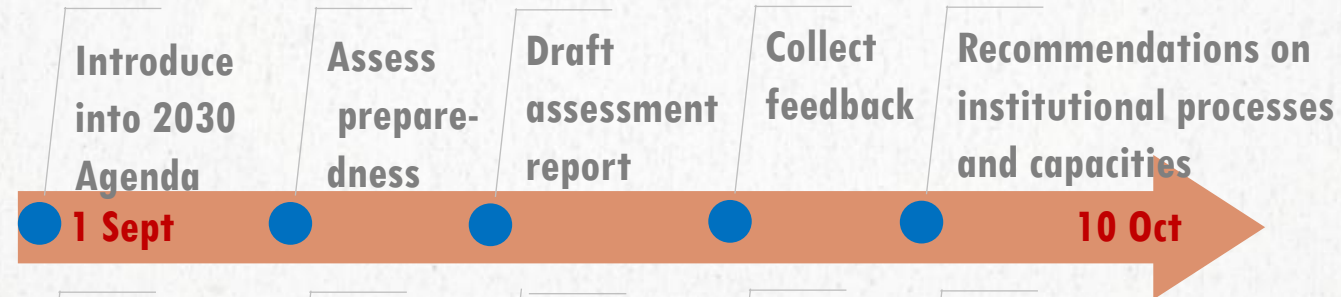 Introduce
into 2030
Agenda
Assess
prepare-
dness
Draft
assessment
report
Collect
feedback
Recommendations on
institutional processes
and capacities
1 Sept
10 Oct